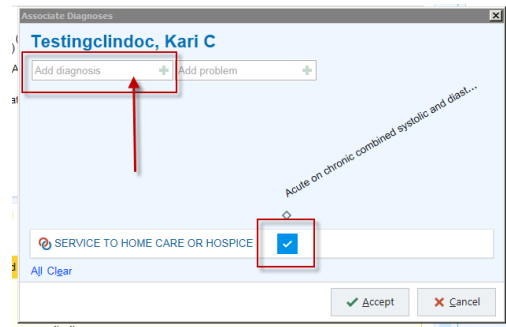 Associate Diagnoses
Testingclindoc, Kari C
Add diagnosis
Add problem
Acute on chronic combined systolic and diast...
SERVICE TO HOME CARE OR HOSPICE
All Clear
Accept
Cancel